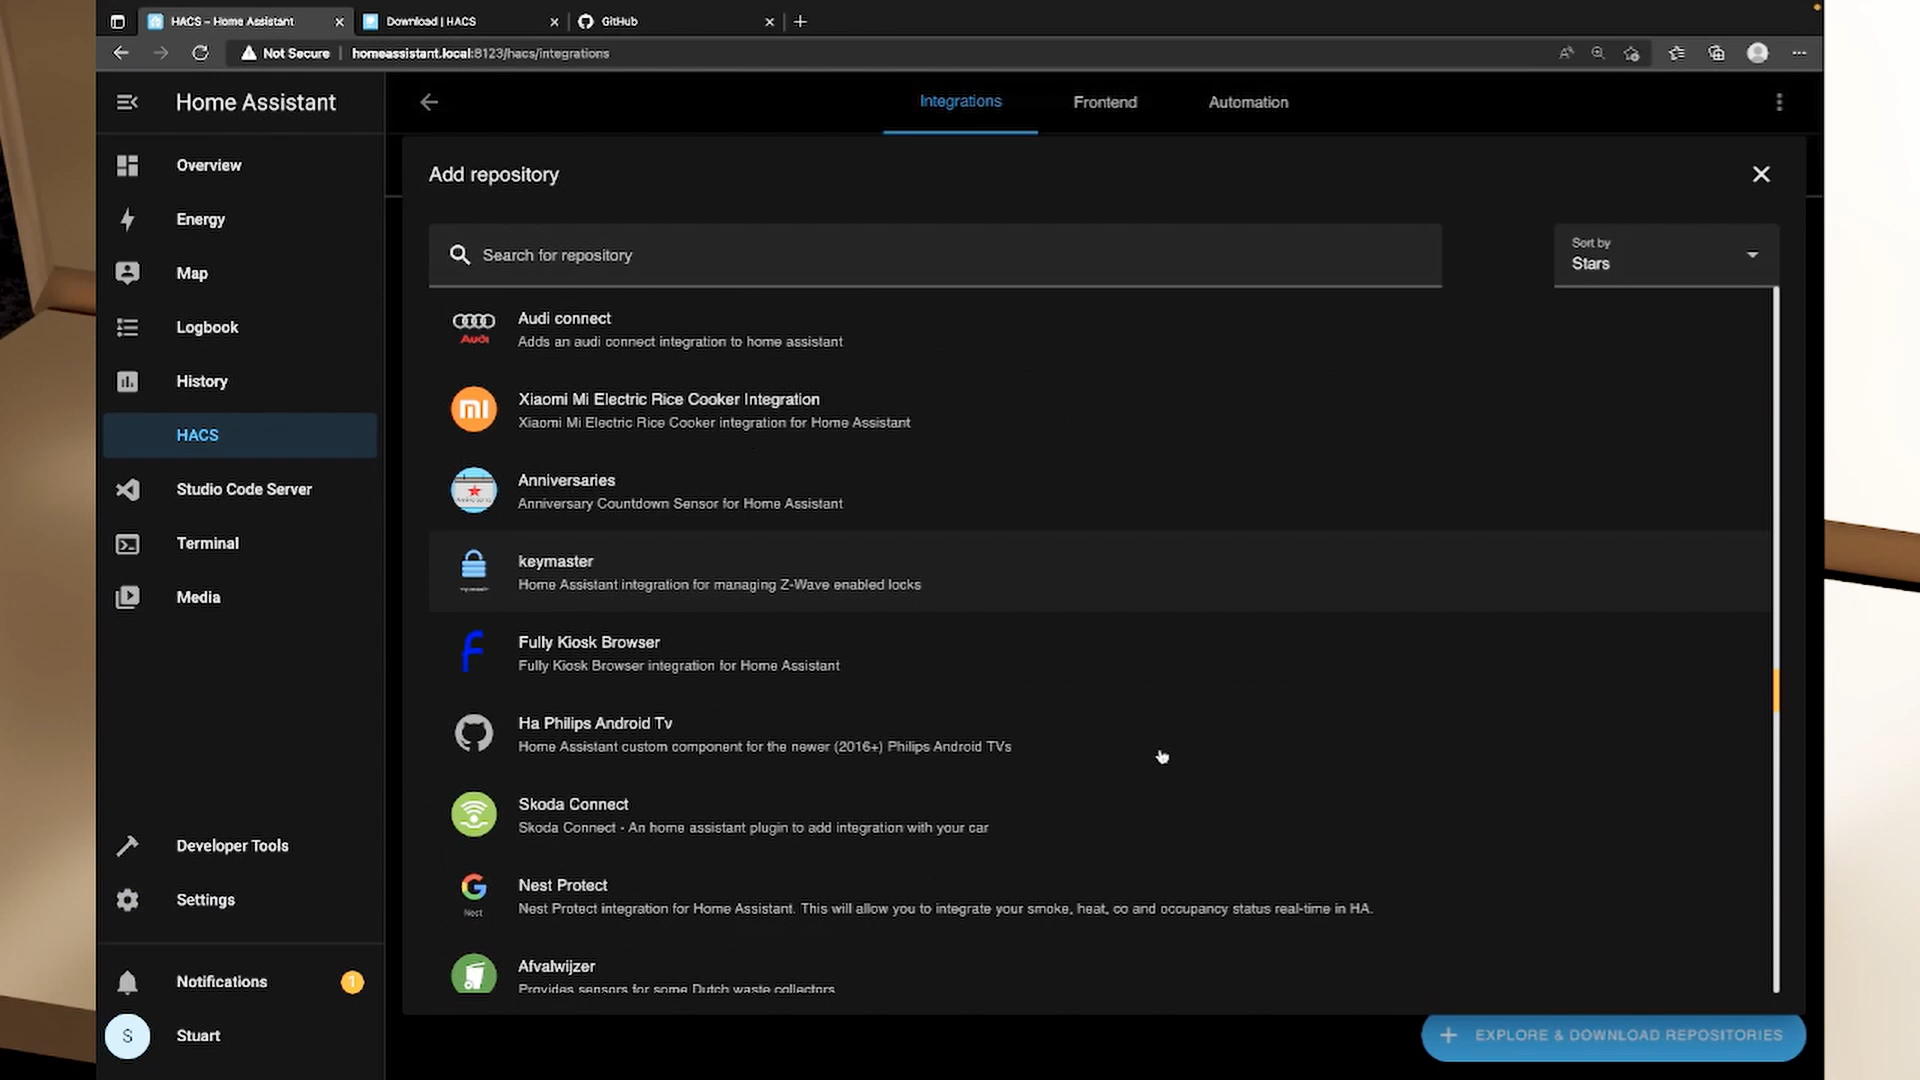 HACS – Home Assistant
Download | HACS
GitHub
Not Secure
homeassistant.local:8123/hacs/integrations
Home Assistant
Integrations
Frontend
Automation
Overview
Energy
Map
Logbook
History
HACS
Studio Code Server
Terminal
Media
Developer Tools
Settings
Notifications
1
S
Stuart
Add repository
Search for repository
Sort by
Stars
Audi
Audi connect
Adds an audi connect integration to home assistant
mi
Xiaomi Mi Electric Rice Cooker Integration
Xiaomi Mi Electric Rice Cooker integration for Home Assistant
Anniversaries
Anniversary Countdown Sensor for Home Assistant
keymaster
Home Assistant integration for managing Z-Wave enabled locks
f
Fully Kiosk Browser
Fully Kiosk Browser integration for Home Assistant
Ha Philips Android Tv
Home Assistant custom component for the newer (2016+) Philips Android TVs
Skoda Connect
Skoda Connect - An home assistant plugin to add integration with your car
G
Nest
Nest Protect
Nest Protect integration for Home Assistant. This will allow you to integrate your smoke, heat, co and occupancy status real-time in HA.
Afvalwijzer
Provides sensors for some Dutch waste collectors
EXPLORE & DOWNLOAD REPOSITORIES